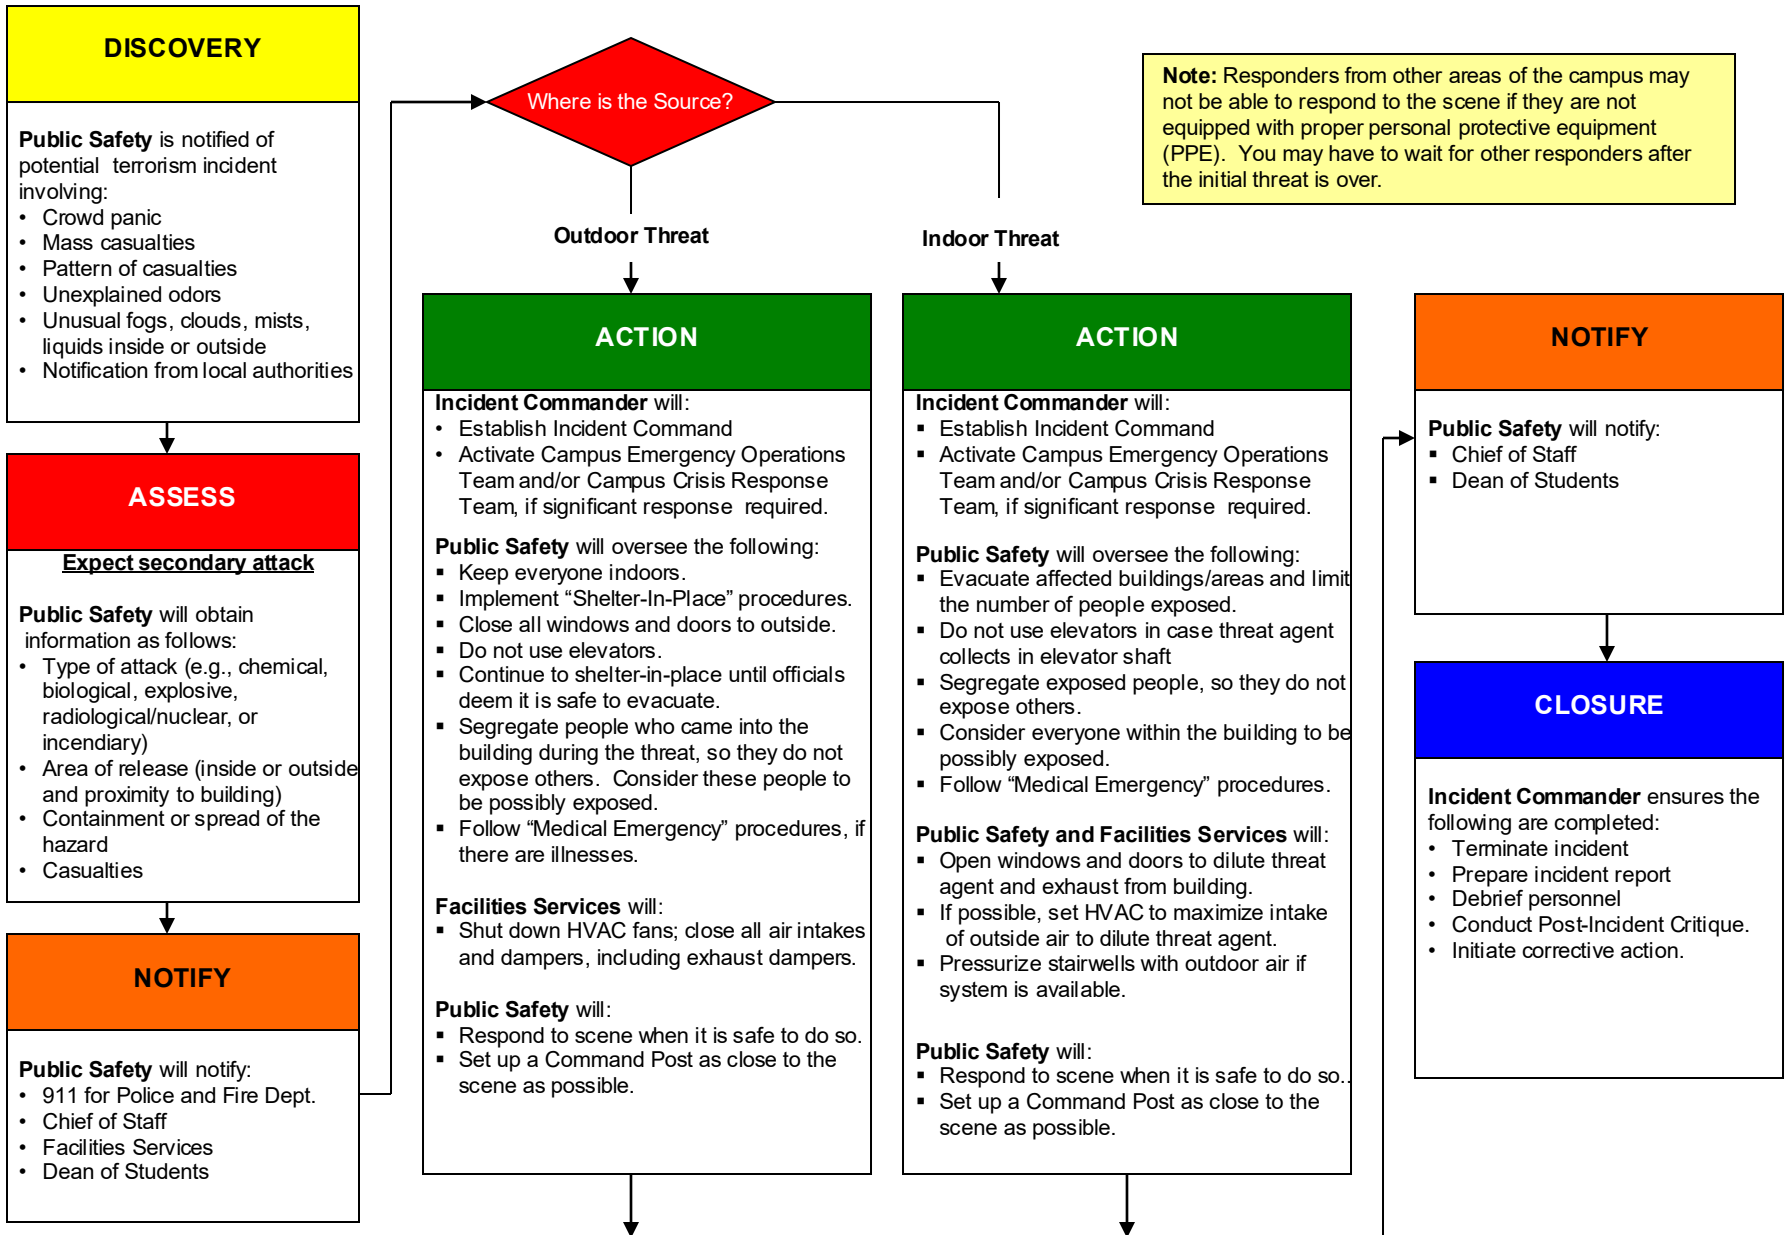 DISCOVERY
Public Safety is notified of
potential terrorism incident
involving:
• Crowd panic
• Mass casualties
• Pattern of casualties
• Unexplained odors
• Unusual fogs, clouds, mists,
liquids inside or outside
• Notification from local authorities
ASSESS
Expect secondary attack
Public Safety will obtain
information as follows:
• Type of attack (e.g., chemical,
biological, explosive,
radiological/nuclear, or
incendiary)
• Area of release (inside or outside
and proximity to building)
• Containment or spread of the
hazard
• Casualties
NOTIFY
Public Safety will notify:
• 911 for Police and Fire Dept.
• Chief of Staff
• Facilities Services
• Dean of Students
Where is the Source?
Note: Responders from other areas of the campus may
not be able to respond to the scene if they are not
equipped with proper personal protective equipment
(PPE). You may have to wait for other responders after
the initial threat is over.
Outdoor Threat
ACTION
Incident Commander will:
• Establish Incident Command
• Activate Campus Emergency Operations
Team and/or Campus Crisis Response
Team, if significant response required.
Public Safety will oversee the following:
▪ Keep everyone indoors.
▪ Implement “Shelter-In-Place” procedures.
▪ Close all windows and doors to outside.
▪ Do not use elevators.
▪ Continue to shelter-in-place until officials
deem it is safe to evacuate.
▪ Segregate people who came into the
building during the threat, so they do not
expose others. Consider these people to
be possibly exposed.
▪ Follow “Medical Emergency” procedures, if
there are illnesses.
Facilities Services will:
▪ Shut down HVAC fans; close all air intakes
and dampers, including exhaust dampers.
Public Safety will:
▪ Respond to scene when it is safe to do so.
▪ Set up a Command Post as close to the
scene as possible.
Indoor Threat
ACTION
Incident Commander will:
▪ Establish Incident Command
▪ Activate Campus Emergency Operations
Team and/or Campus Crisis Response
Team, if significant response required.
Public Safety will oversee the following:
▪ Evacuate affected buildings/areas and limit
the number of people exposed.
▪ Do not use elevators in case threat agent
collects in elevator shaft
▪ Segregate exposed people, so they do not
expose others.
▪ Consider everyone within the building to be
possibly exposed.
▪ Follow “Medical Emergency” procedures.
Public Safety and Facilities Services will:
▪ Open windows and doors to dilute threat
agent and exhaust from building.
▪ If possible, set HVAC to maximize intake
of outside air to dilute threat agent.
▪ Pressurize stairwells with outdoor air if
system is available.
Public Safety will:
▪ Respond to scene when it is safe to do so..
▪ Set up a Command Post as close to the
scene as possible.
NOTIFY
Public Safety will notify:
▪ Chief of Staff
▪ Dean of Students
CLOSURE
Incident Commander ensures the
following are completed:
• Terminate incident
• Prepare incident report
• Debrief personnel
• Conduct Post-Incident Critique.
• Initiate corrective action.